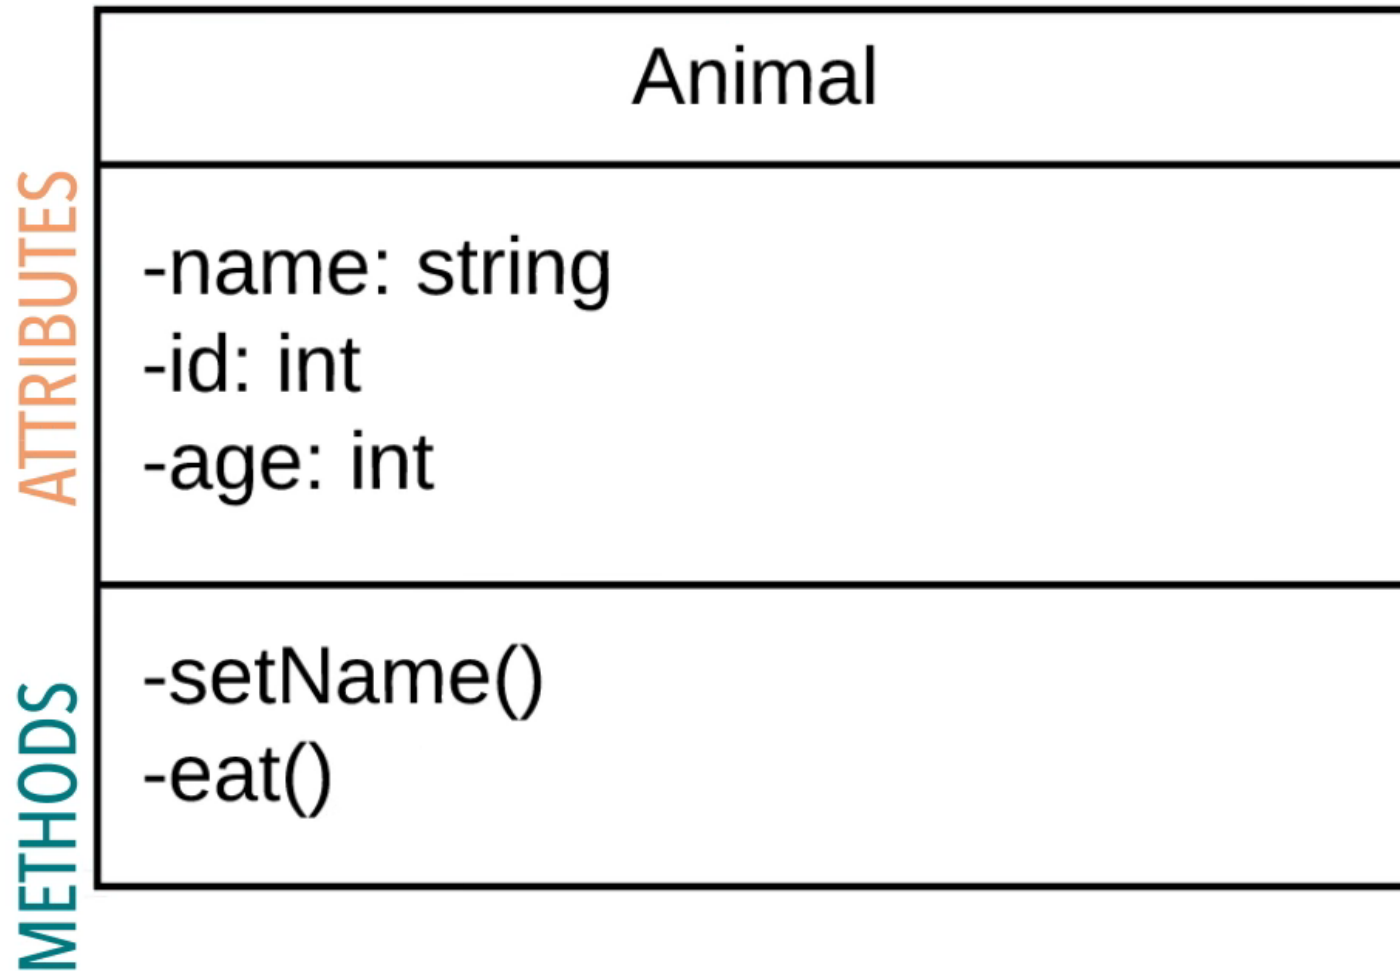 Animal
ATTRIBUTES
-name: string
-id: int
-age: int
METHODS
-setName()
-eat()